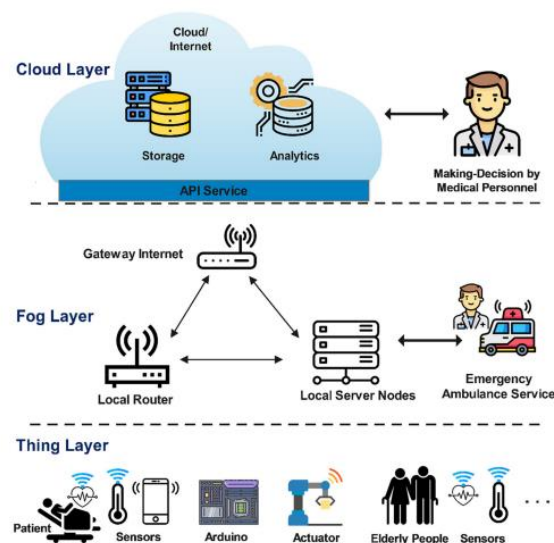 Cloud/
Internet
Cloud Layer
Storage
Analytics
API Service
Making-Decision by
Medical Personnel
Gateway Internet
Fog Layer
Local Router
Local Server Nodes
Emergency
Ambulance Service
Thing Layer
Patient
Sensors
Arduino
Actuator
Elderly People
Sensors